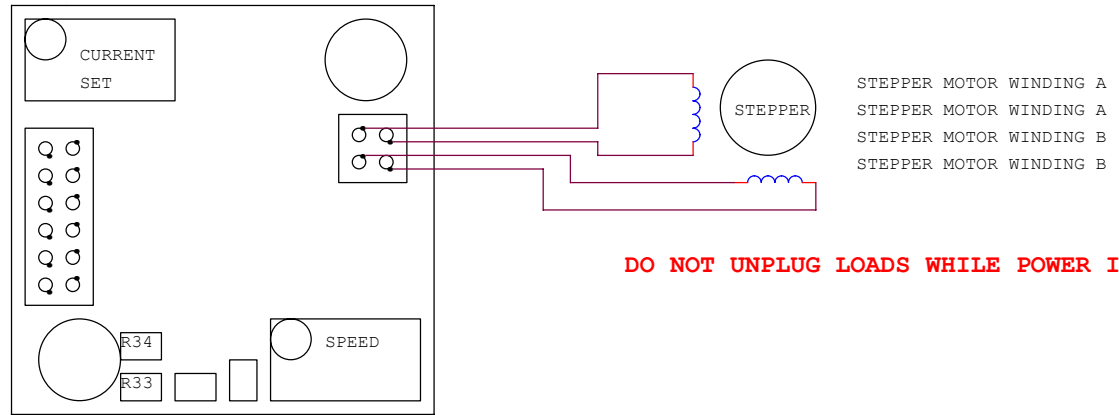 CURRENT
SET
STEPPER
STEPPER MOTOR WINDING A
STEPPER MOTOR WINDING A
STEPPER MOTOR WINDING B
STEPPER MOTOR WINDING B
DO NOT UNPLUG LOADS WHILE POWER I
R34
SPEED
R33